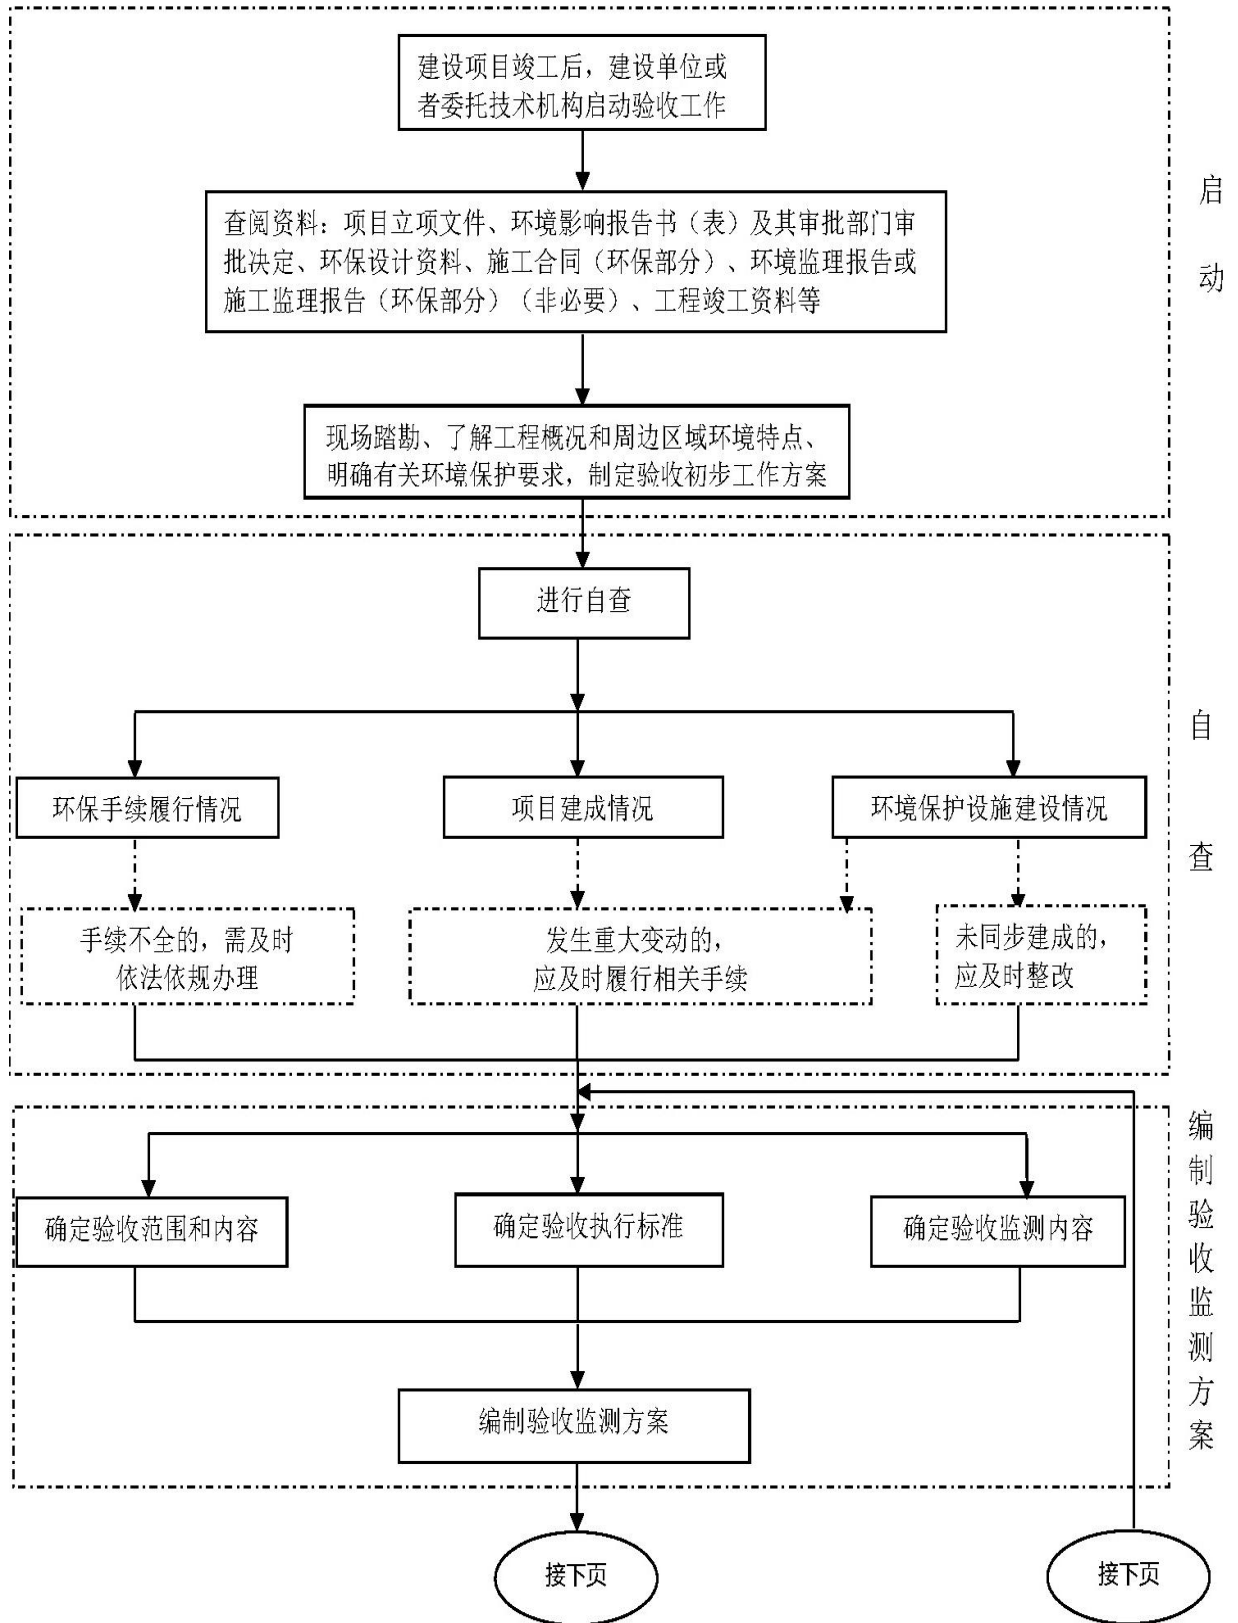 建设项目竣工后，建设单位或
者委托技术机构启动验收工作
查阅资料：项目立项文件、环境影响报告书（表）及其审批部门审
批决定、环保设计资料、施工合同（环保部分）、环境监理报告或
施工监理报告（环保部分）（非必要）、工程竣工资料等
现场踏勘、了解工程概况和周边区域环境特点、
明确有关环境保护要求，制定验收初步工作方案
启动
进行自查
环保手续履行情况
项目建成情况
环境保护设施建设情况
手续不全的，需及时
依法依规办理
发生重大变动的，
应及时履行相关手续
未同步建成的，
应及时整改
自查
确定验收范围和内容
确定验收执行标准
确定验收监测内容
编制验收监测方案
编制验收监测方案
接下页
接下页